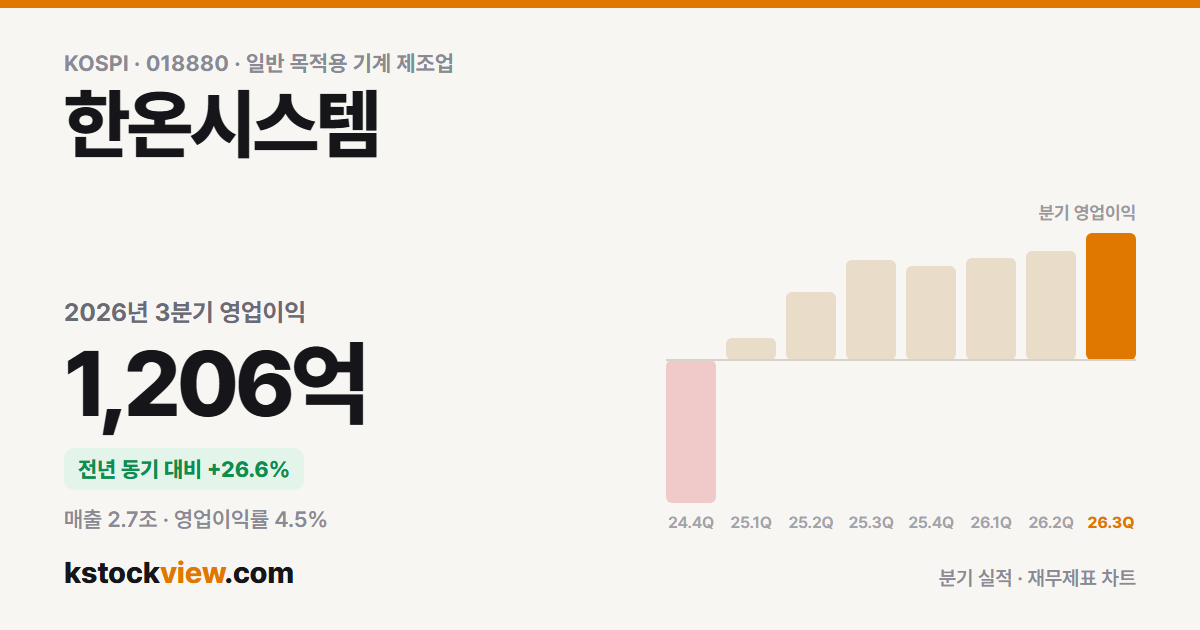 KOSPI · 018880 · 일반 목적용 기계 제조업
한온시스템
분기 영업이익
2026년 3분기 영업이익
1,206억
전년 동기 대비 +26.6%
매출 2.7조 · 영업이익률 4.5%
24.4Q 25.1Q 25.2Q 25.3Q 25.4Q 26.1Q 26.2Q 26.3Q
kstockview.com
분기 실적 · 재무제표 차트